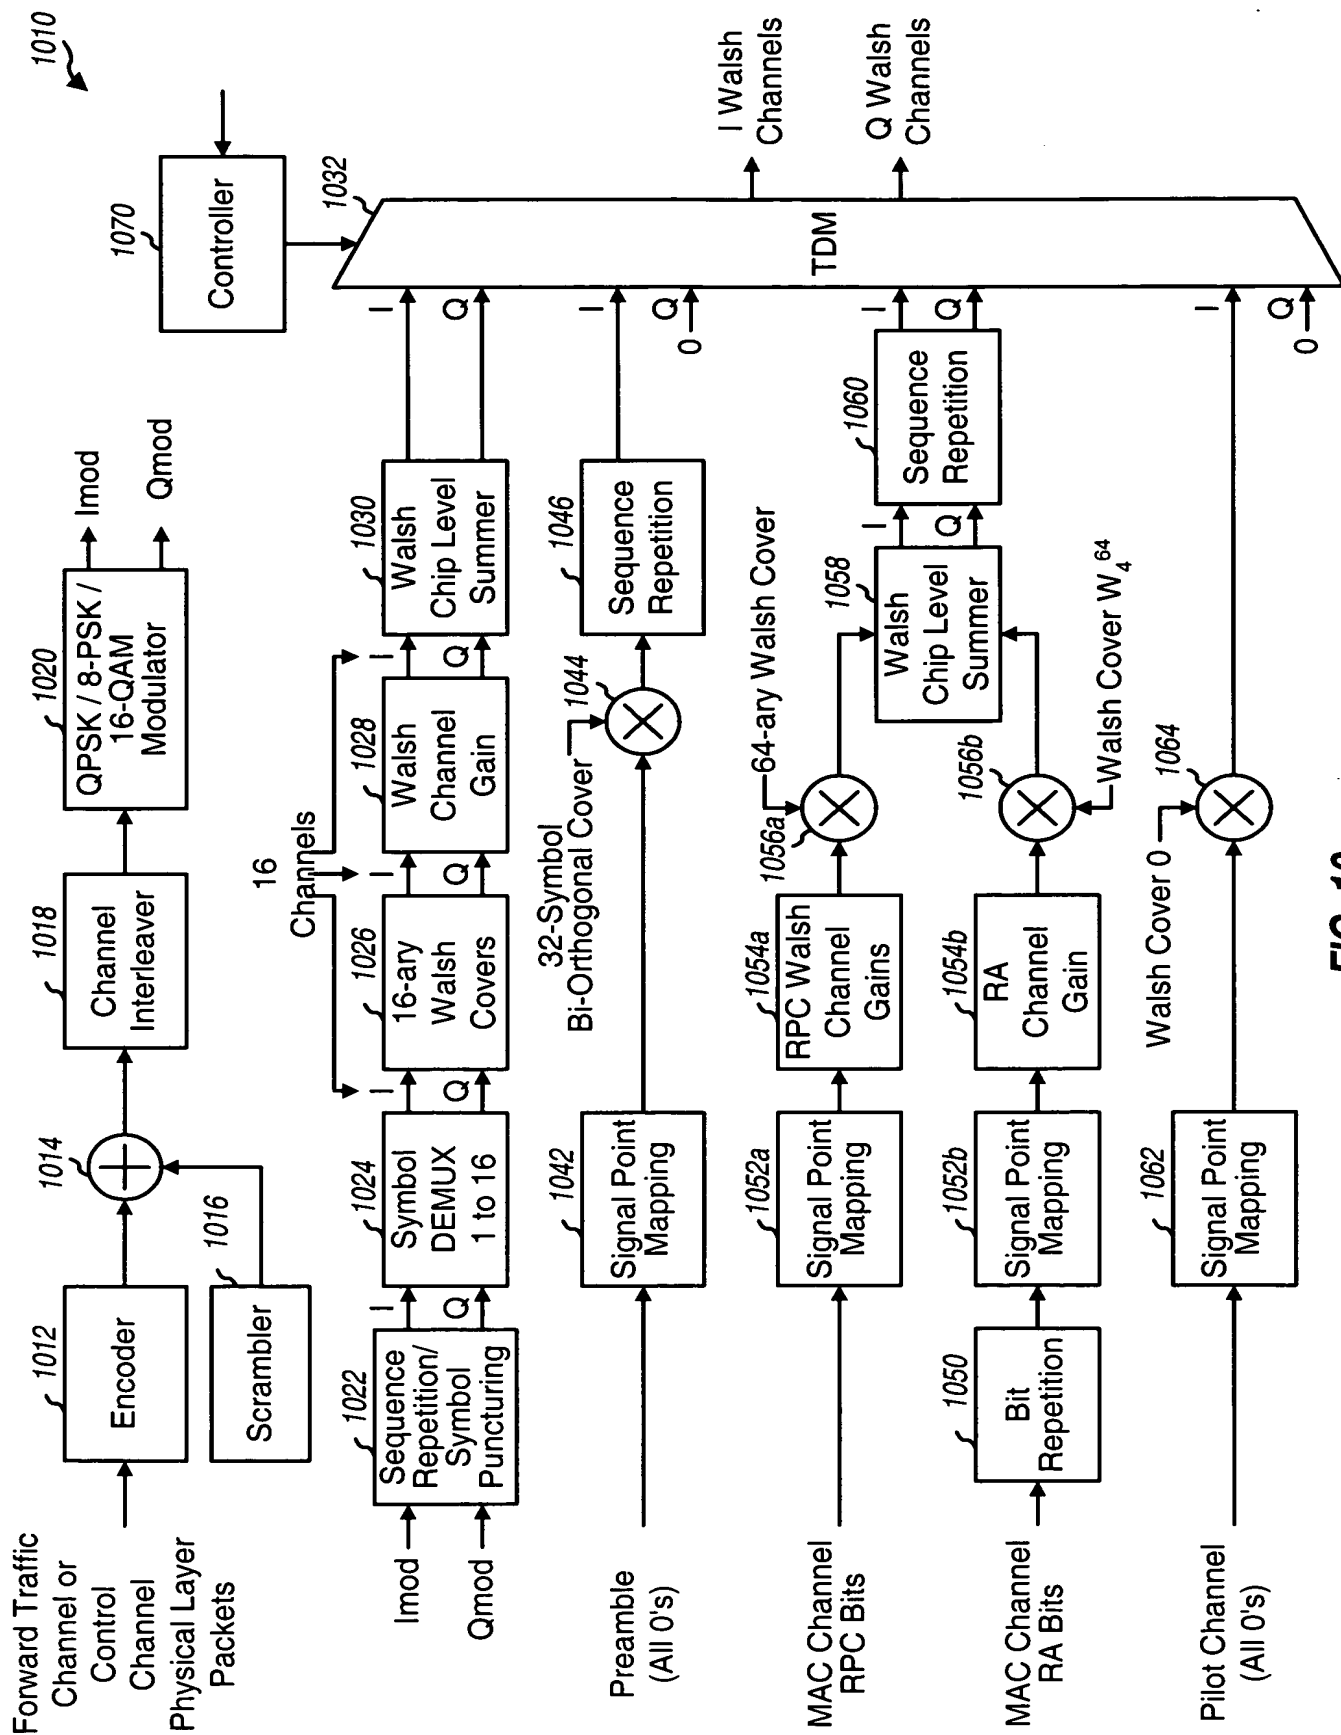 1010
Forward Traffic
Channel or
Control
Channel
Physical Layer
Packets
1012
Encoder
1014
1016
Scrambler
1018
Channel
Interleaver
1020
QPSK / 8-PSK /
16-QAM
Modulator
Imod
Qmod
1070
Controller
Imod
Qmod
1022
Sequence
Repetition/
Symbol
Puncturing
I
Q
1024
Symbol
DEMUX
1 to 16
16
Channels
I
Q
1026
16-ary
Walsh
Covers
I
Q
1028
Walsh
Channel
Gain
I
Q
1030
Walsh
Chip Level
Summer
I
Q
1032
TDM
I Walsh
Channels
Q Walsh
Channels
Preamble
(All 0's)
1042
Signal Point
Mapping
32-Symbol
Bi-Orthogonal Cover
1044
1046
Sequence
Repetition
I
Q
0
MAC Channel
RPC Bits
1052a
Signal Point
Mapping
1054a
RPC Walsh
Channel
Gains
64-ary Walsh Cover
1056a
1058
Walsh
Chip Level
Summer
I
Q
1060
Sequence
Repetition
I
Q
MAC Channel
RA Bits
1050
Bit
Repetition
1052b
Signal Point
Mapping
1054b
RA
Channel
Gain
1056b
Walsh Cover W₄⁶⁴
Pilot Channel
(All 0's)
1062
Signal Point
Mapping
Walsh Cover 0
1064
I
Q
0